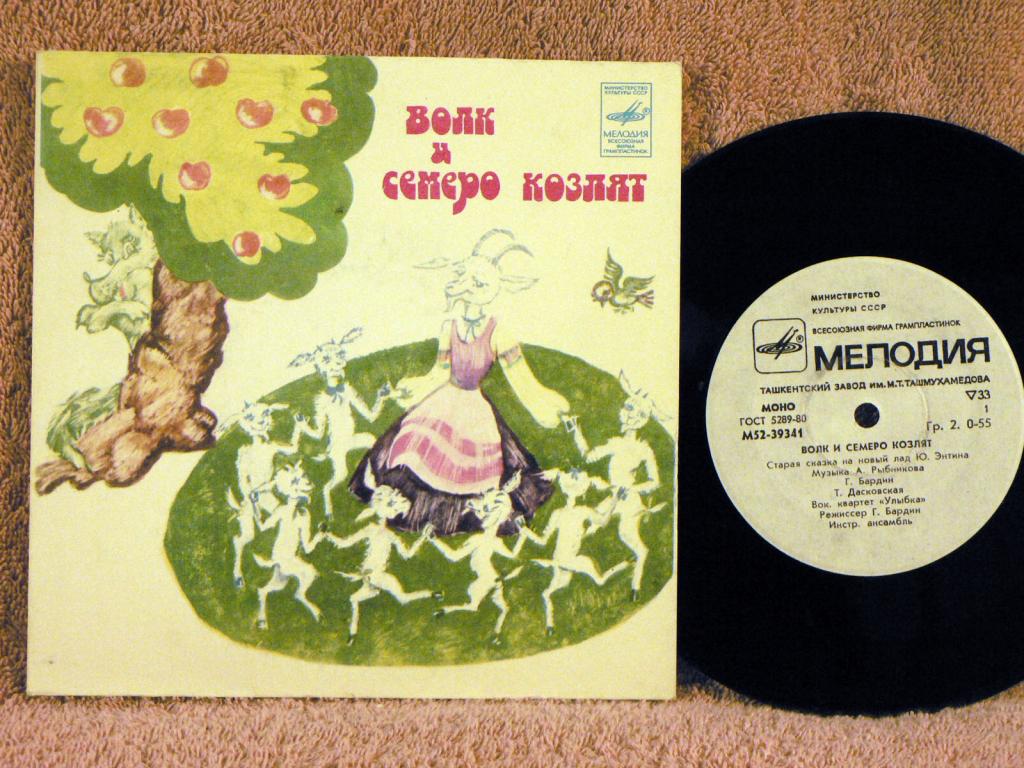 ВОЛК
и
СЕМЕРО КОЗЛЯТ
МИНИСТЕРСТВО
КУЛЬТУРЫ СССР
МЕЛОДИЯ
ВСЕСОЮЗНАЯ
ФИРМА
ГРАМПЛАСТИНОК
МИНИСТЕРСТВО
КУЛЬТУРЫ СССР
ВСЕСОЮЗНАЯ ФИРМА ГРАМПЛАСТИНОК
МЕЛОДИЯ
ТАШКЕНТСКИЙ ЗАВОД ИМ. М.Т. ТАШМУХАМЕДОВА
МОНО ▽33
ГОСТ 5289-80 1
М52-39341 Гр. 2. 0-55
ВОЛК И СЕМЕРО КОЗЛЯТ
Старая сказка на новый лад Ю. Энтина
Музыка А. Рыбникова
Г. Бардин
Т. Дасковская
Вок. квартет «Улыбка»
Режиссер Г. Бардин
Инстр. ансамбль